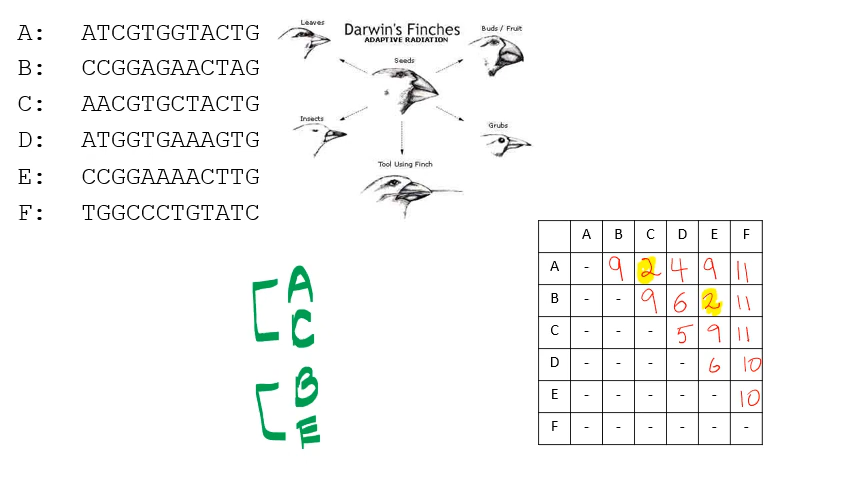 A: ATCGTGGTACTG
B: CCGGAGAACTAG
C: AACGTGCTACTG
D: ATGGTGAAAGTG
E: CCGGAAAACTTG
F: TGGCCCTGTATC
Darwin's Finches
ADAPTIVE RADIATION
Leaves
Buds / Fruit
Seeds
Insects
Grubs
Tool Using Finch
A
C
B
E
A B C D E F
A - 9 2 4 9 11
B - - 9 6 2 11
C - - - 5 9 11
D - - - - 6 10
E - - - - - 10
F - - - - - -